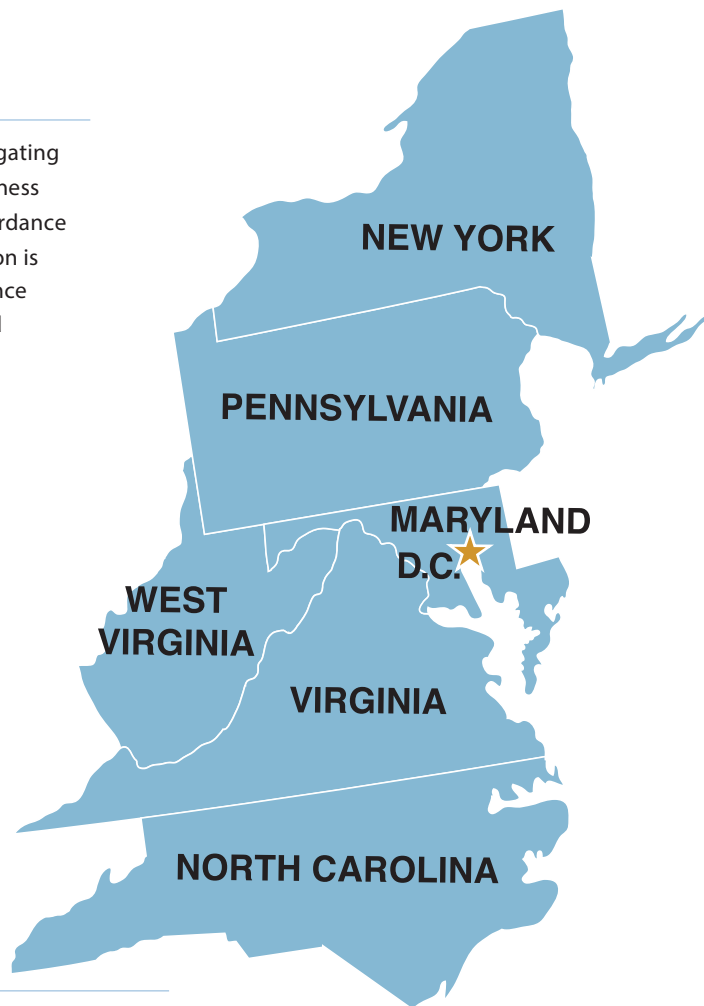 gating
ness
rdance
on is
nce
l
NEW YORK
PENNSYLVANIA
MARYLAND
D.C.
WEST
VIRGINIA
VIRGINIA
NORTH CAROLINA